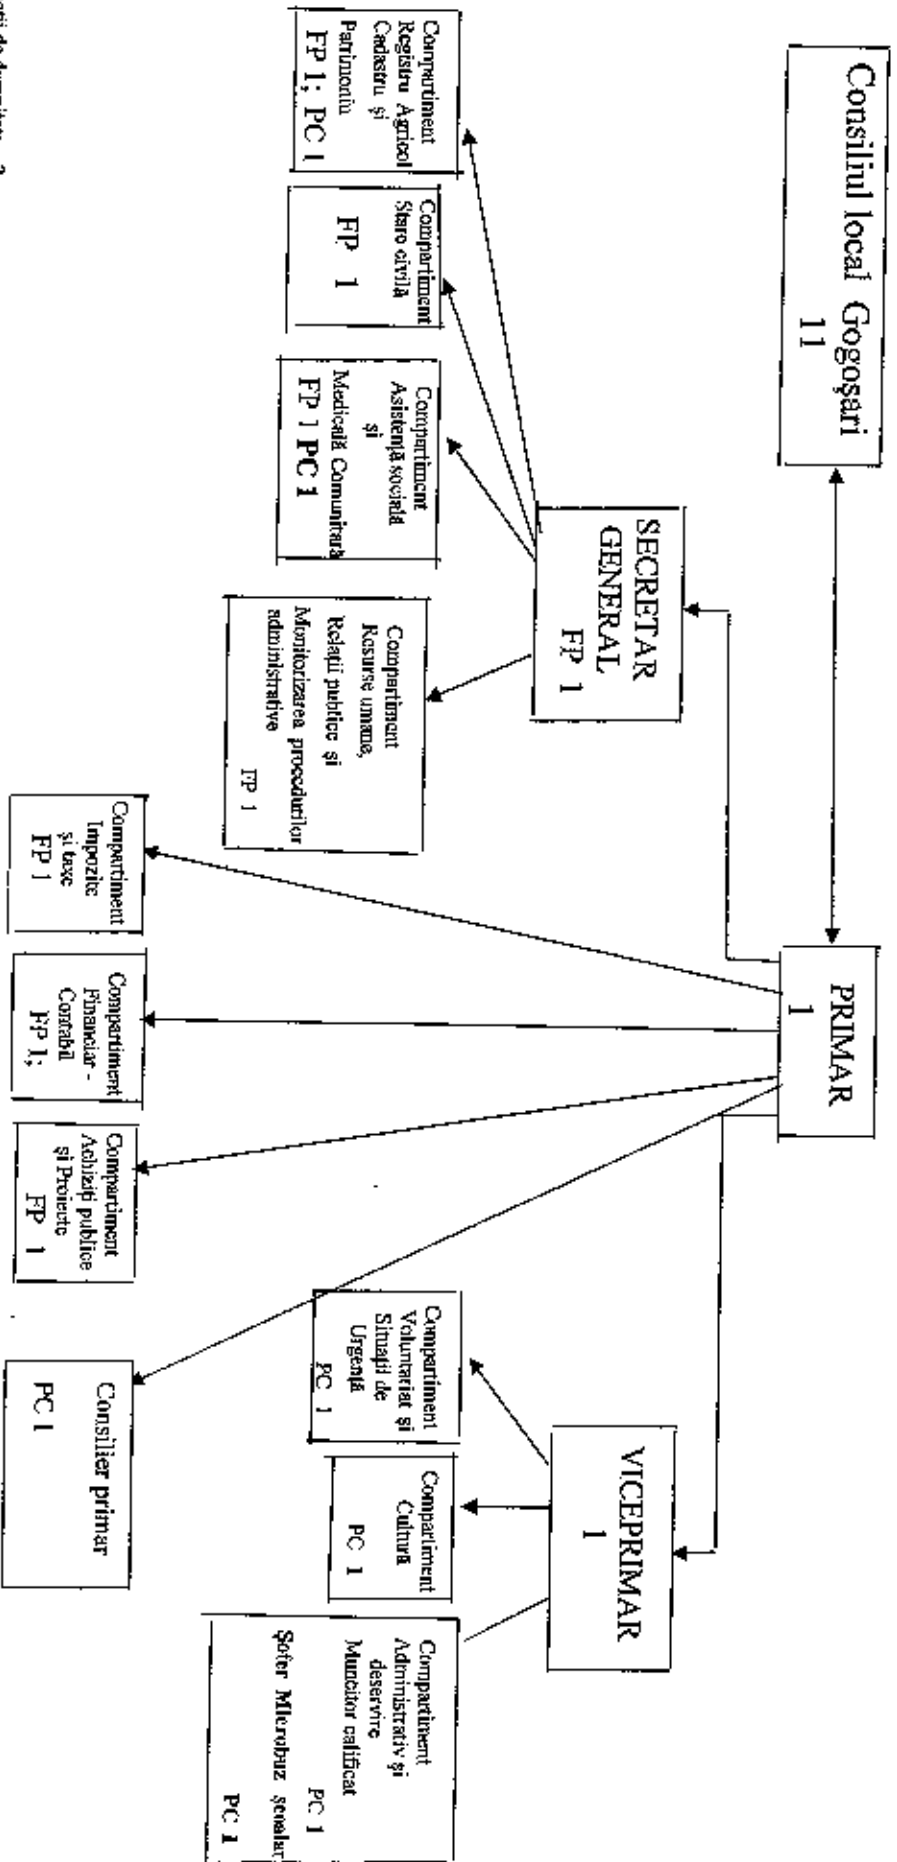 Consiliul local Gogoşari
11
PRIMAR
1
SECRETAR
GENERAL
FP 1
VICEPRIMAR
1
Compartiment
Registru Agricol
Cadastru şi
Patrimoniu
FP 1; PC 1
Compartiment
Stare civilă
FP 1
Compartiment
Asistenţă socială
şi
Medicală Comunitară
FP 1 PC 1
Compartiment
Resurse umane,
Relaţii publice şi
Monitorizarea procedurilor
administrative
FP 1
Compartiment
Impozite
şi taxe
FP 1
Compartiment
Financiar -
Contabil
FP 1;
Compartiment
Achiziţi publice
şi Proiecte
FP 1
Consilier primar
PC 1
Compartiment
Voluntariat şi
Situaţii de
Urgenţă
PC 1
Compartiment
Cultură
PC 1
Compartiment
Administrativ şi
deservire
Muncitor calificat
PC 1
Şofer Microbuz şcolar
PC 1